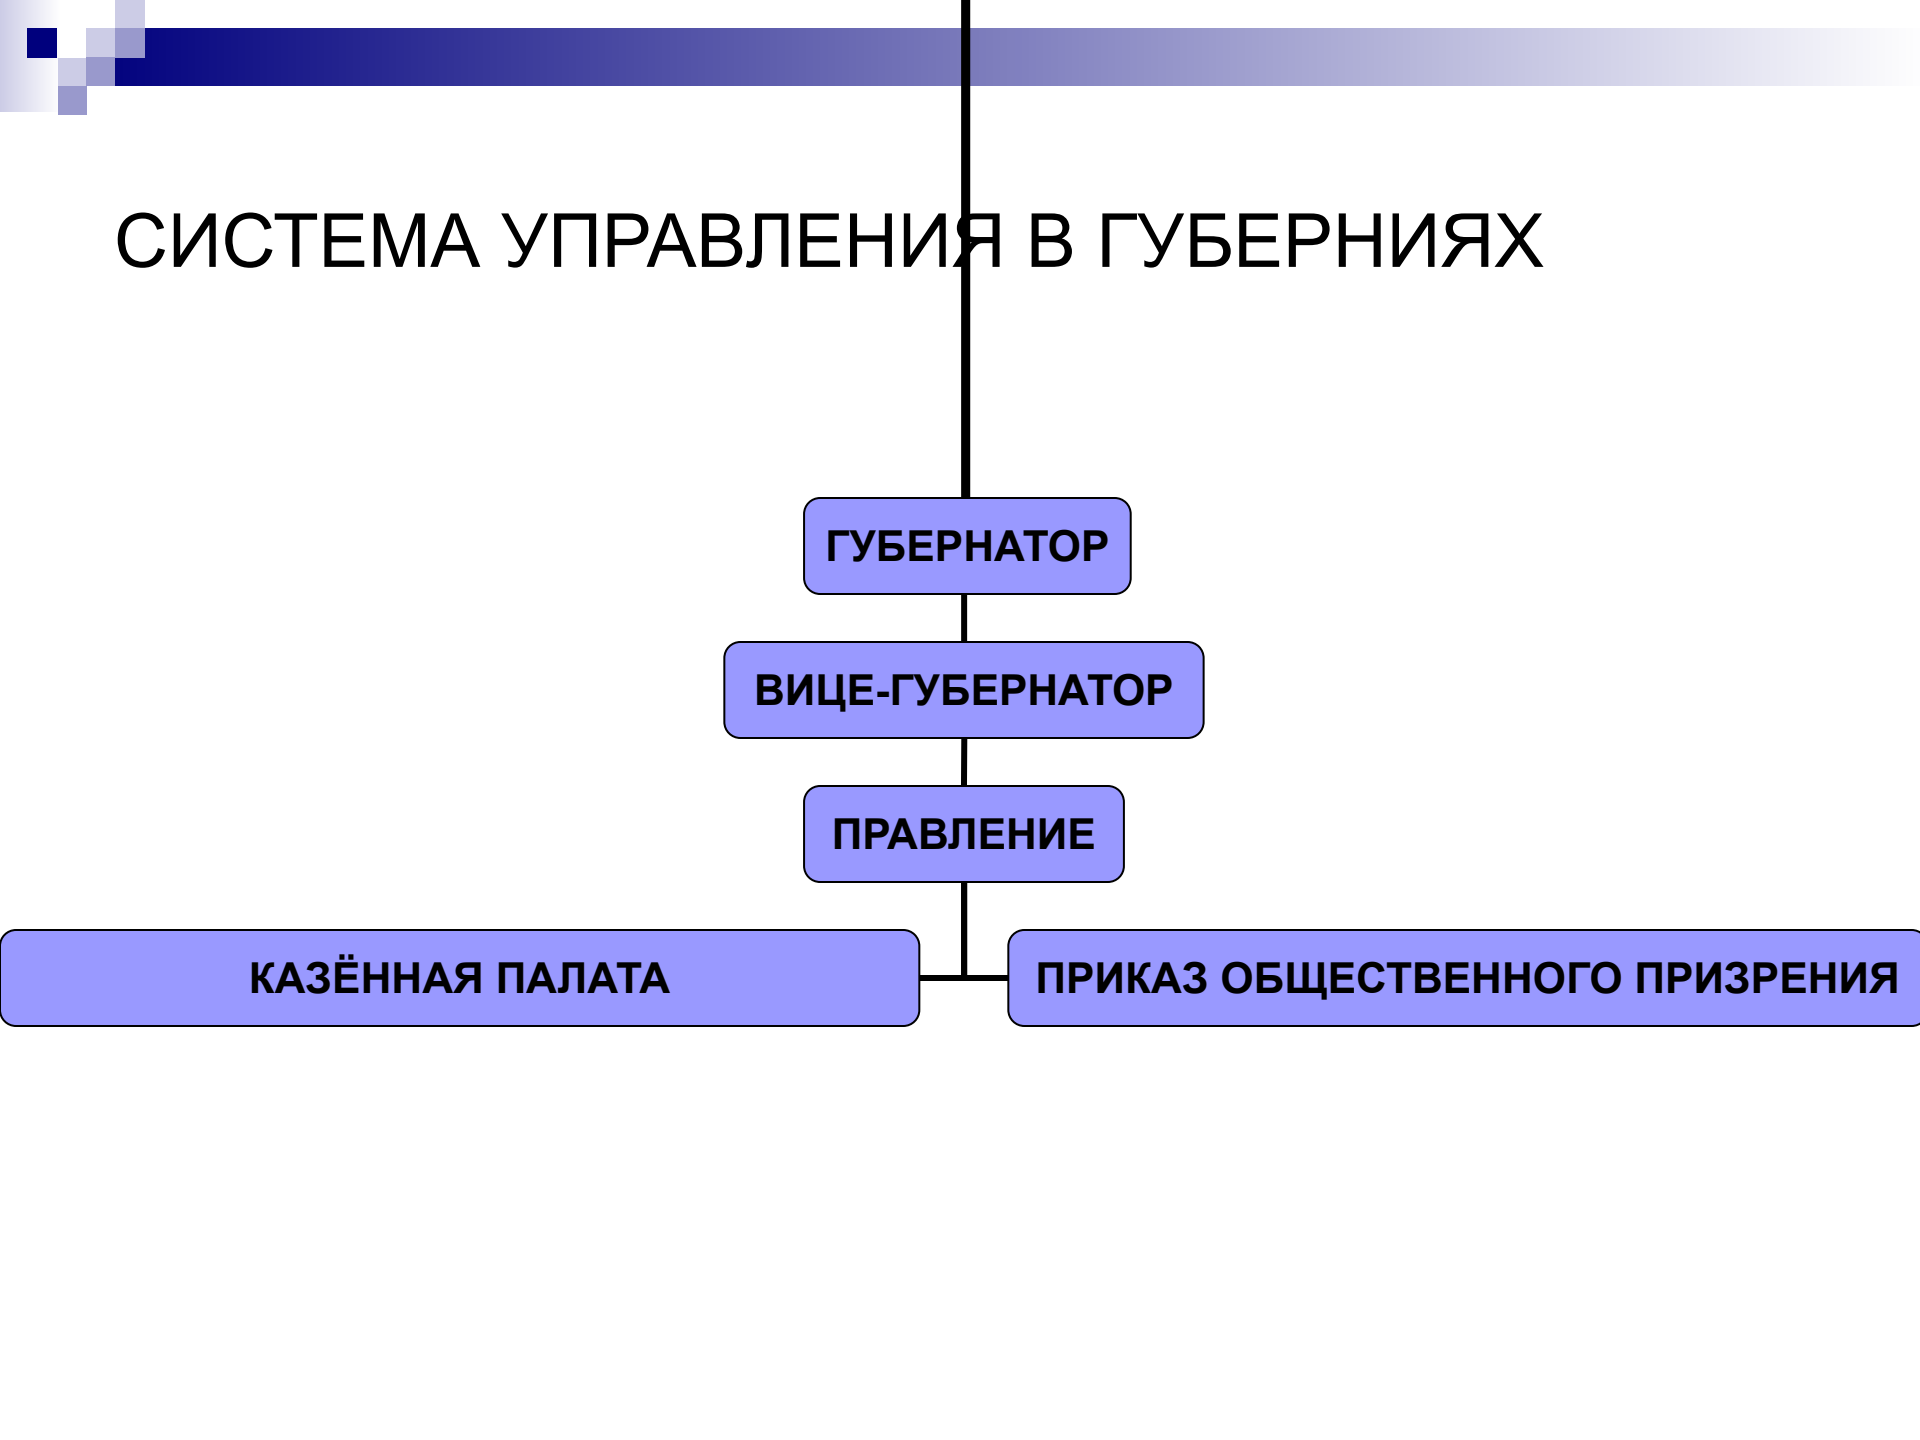 СИСТЕМА УПРАВЛЕНИЯ В ГУБЕРНИЯХ
ГУБЕРНАТОР
ВИЦЕ-ГУБЕРНАТОР
ПРАВЛЕНИЕ
КАЗЁННАЯ ПАЛАТА
ПРИКАЗ ОБЩЕСТВЕННОГО ПРИЗРЕНИЯ